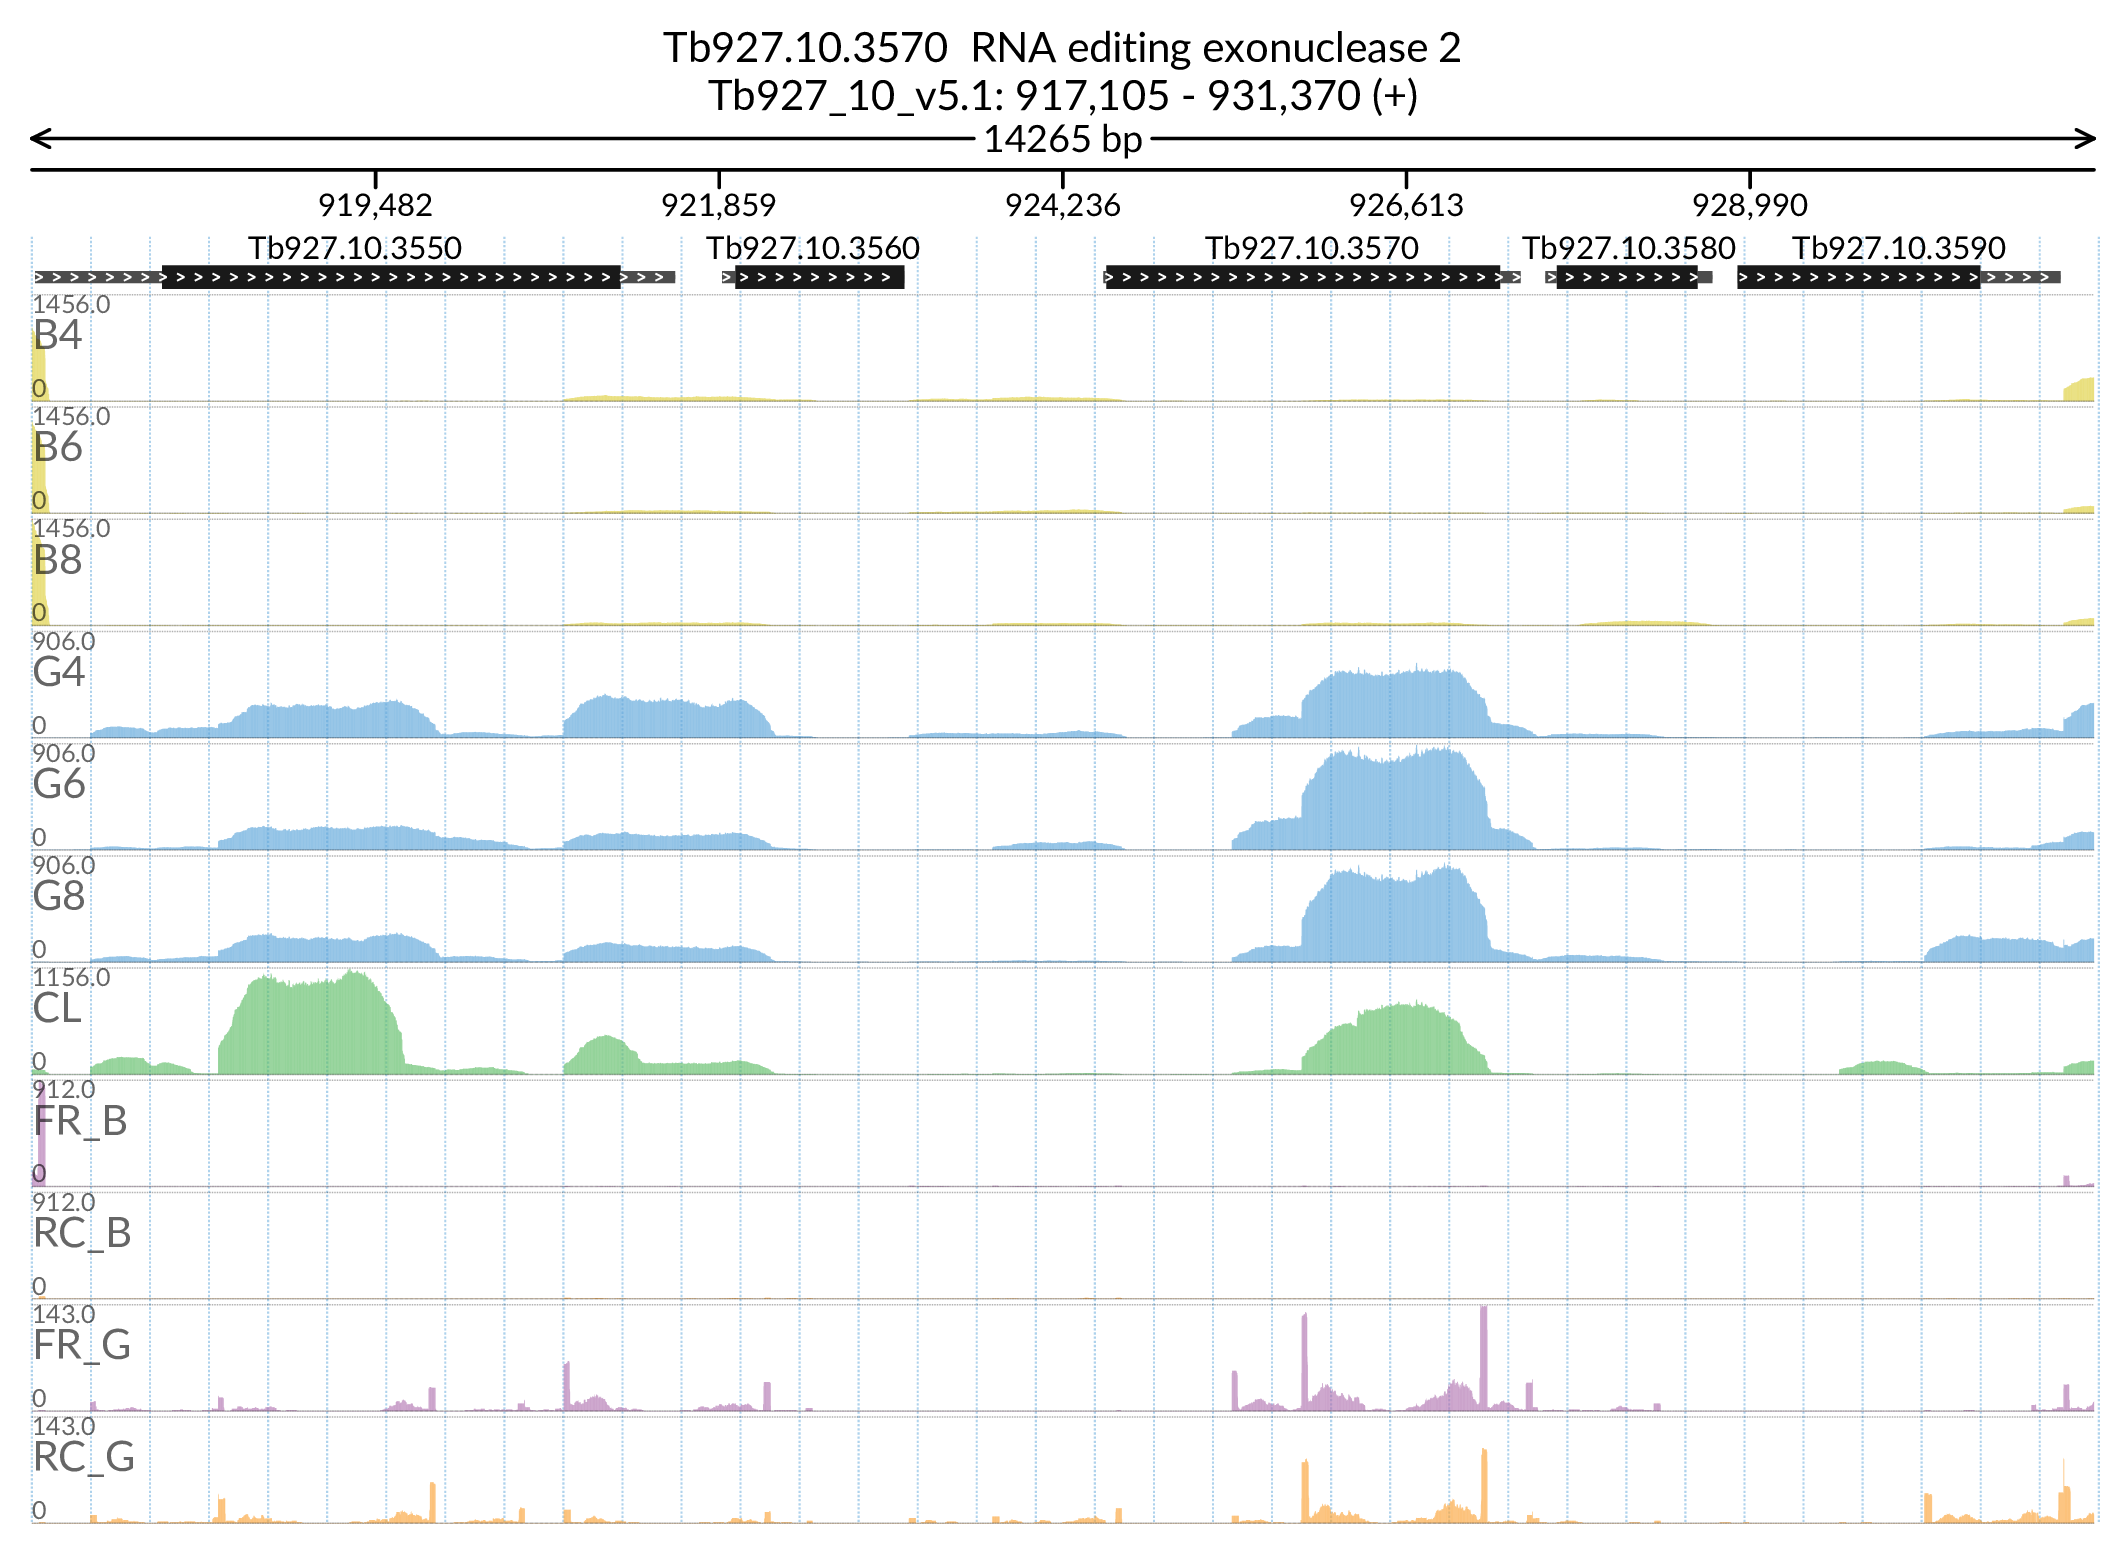 Tb927.10.3570  RNA editing exonuclease 2
Tb927_10_v5.1: 917,105 - 931,370 (+)
14265 bp
919,482 921,859 924,236 926,613 928,990
Tb927.10.3550 Tb927.10.3560 Tb927.10.3570 Tb927.10.3580 Tb927.10.3590
1456.0
B4
0
1456.0
B6
0
1456.0
B8
0
906.0
G4
0
906.0
G6
0
906.0
G8
0
1156.0
CL
0
912.0
FR_B
0
912.0
RC_B
0
143.0
FR_G
0
143.0
RC_G
0